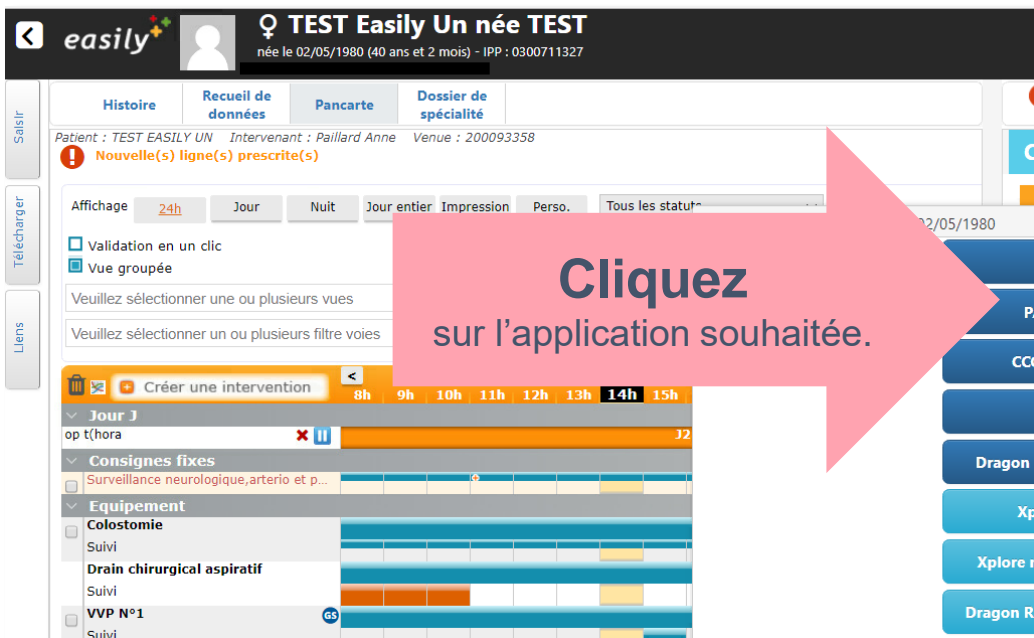 easily
♀ TEST Easily Un née TEST
née le 02/05/1980 (40 ans et 2 mois) - IPP : 0300711327
Saisir
Télécharger
Liens
Histoire
Recueil de
données
Pancarte
Dossier de
spécialité
Patient : TEST EASILY UN Intervenant : Paillard Anne Venue : 200093358
Nouvelle(s) ligne(s) prescrite(s)
Affichage 24h Jour Nuit Jour entier Impression Perso. Tous les statuts
Validation en un clic
Vue groupée
Veuillez sélectionner une ou plusieurs vues
Veuillez sélectionner un ou plusieurs filtre voies
Cliquez
sur l’application souhaitée.
02/05/1980
Dragon
Xplore
Dragon
Créer une intervention
< 8h 9h 10h 11h 12h 13h 14h 15h
Jour J
op t(hora
J2
Consignes fixes
Surveillance neurologique,arterio et p...
Equipement
Colostomie
Suivi
Drain chirurgical aspiratif
Suivi
VVP N°1
GS
Suivi